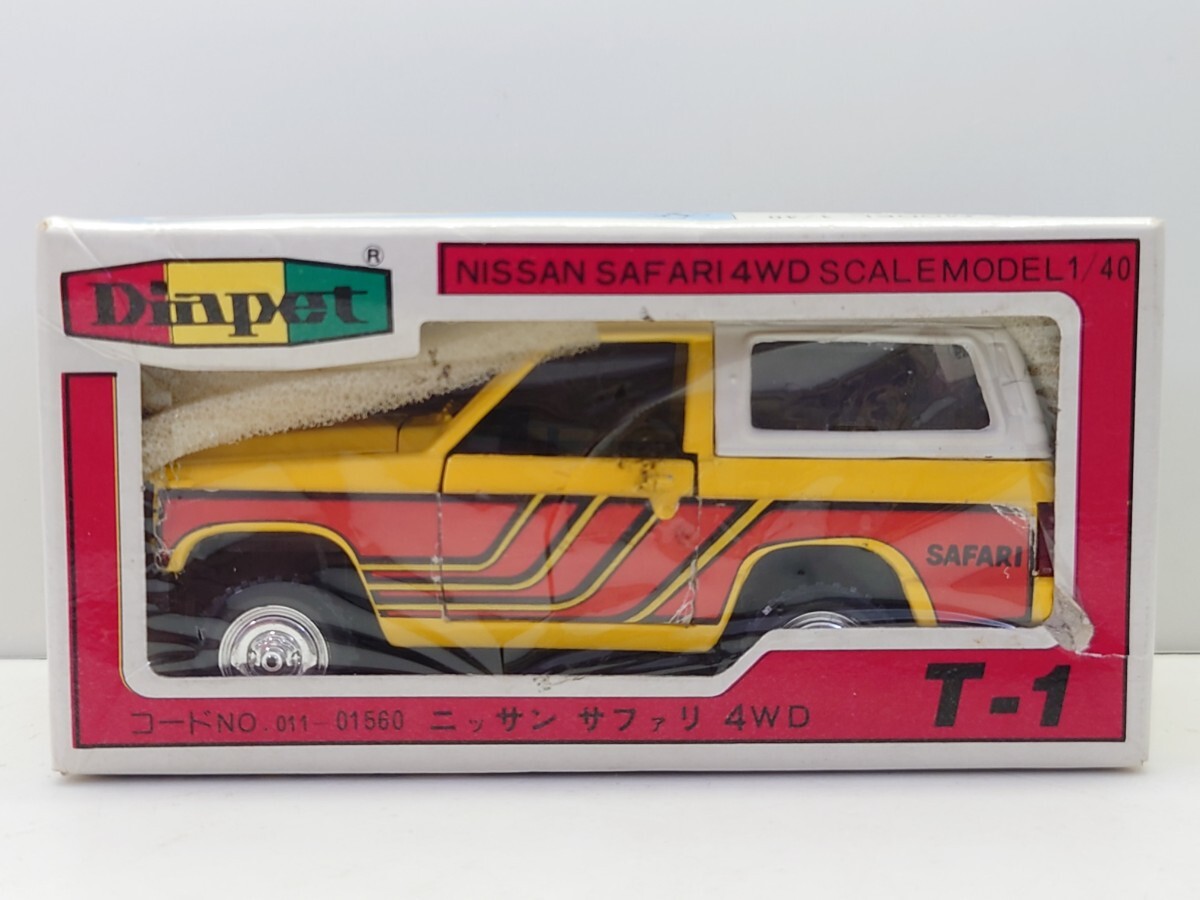 Diapet
®
NISSAN SAFARI 4WD SCALE MODEL 1/40
SAFARI
T-1
コードNO.011-01560 ニッサン サファリ 4WD